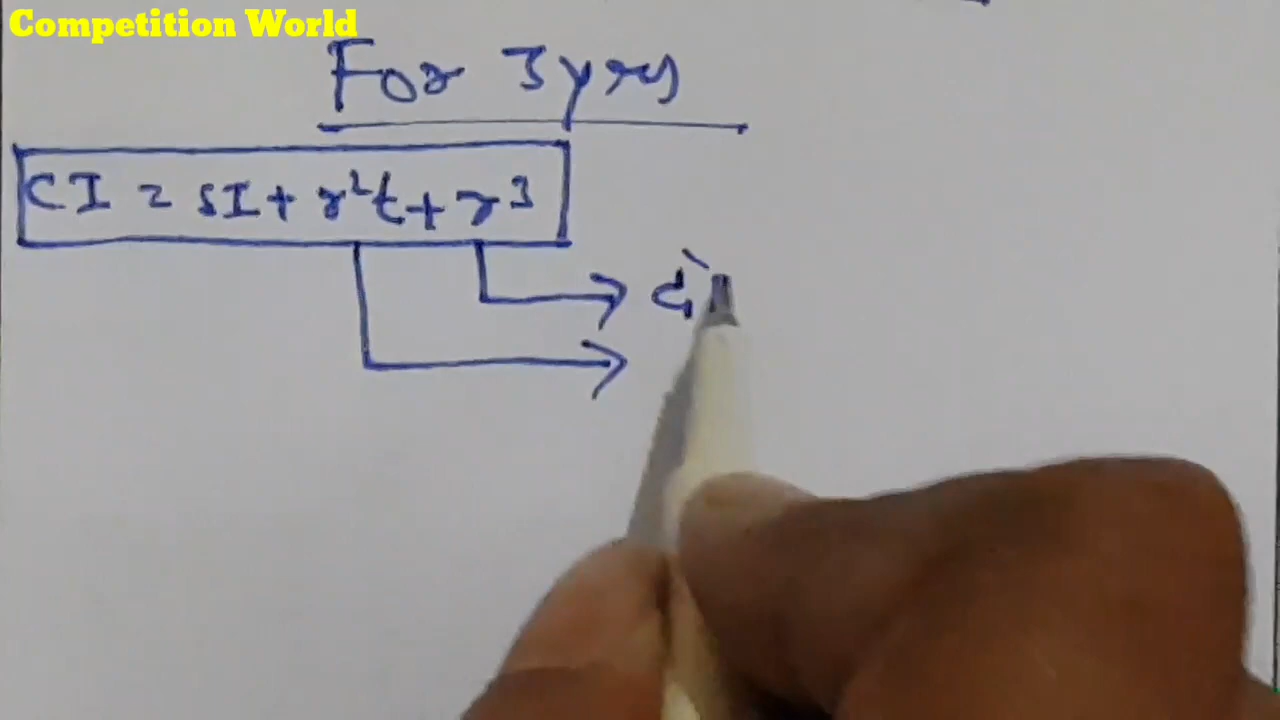 Competition World
For 3 yrs
CI = SI + r²t + r³